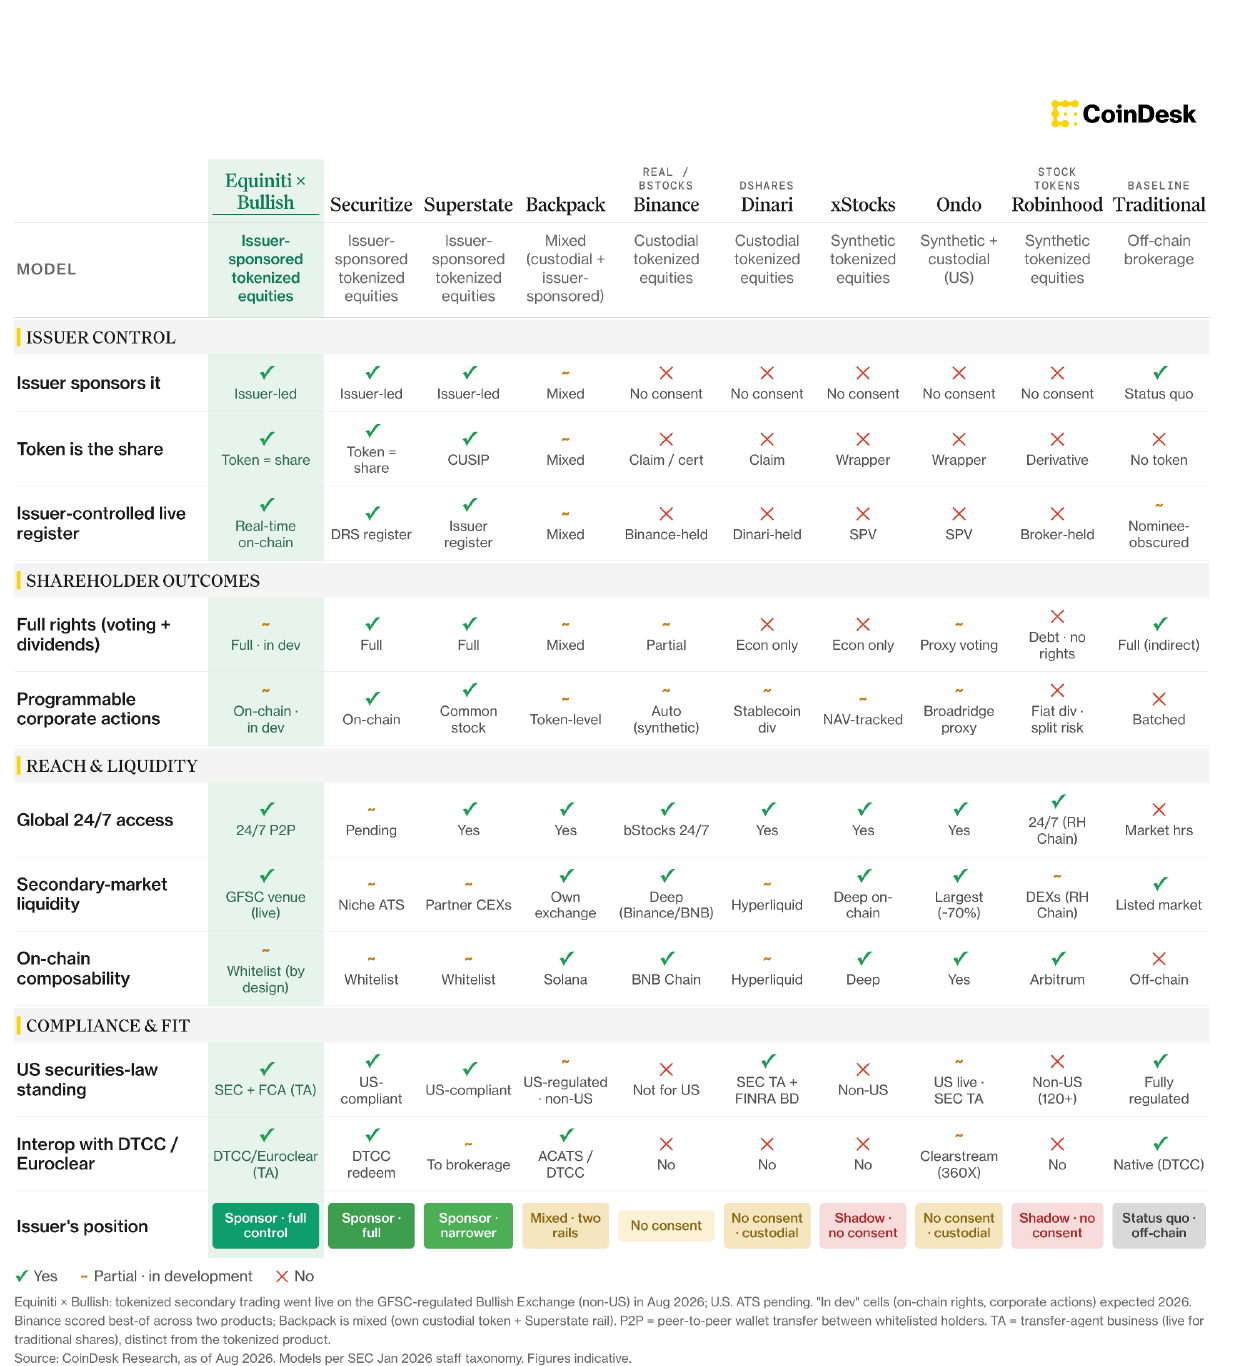 CoinDesk
Equiniti ×
Bullish
Securitize
Superstate
Backpack
REAL /
BSTOCKS
Binance
DSHARES
Dinari
xStocks
Ondo
STOCK
TOKENS
Robinhood
BASELINE
Traditional
MODEL
Issuer-
sponsored
tokenized
equities
Issuer-
sponsored
tokenized
equities
Issuer-
sponsored
tokenized
equities
Mixed
(custodial +
issuer-
sponsored)
Custodial
tokenized
equities
Custodial
tokenized
equities
Synthetic
tokenized
equities
Synthetic +
custodial
(US)
Synthetic
tokenized
equities
Off-chain
brokerage
ISSUER CONTROL
Issuer sponsors it
✓
Issuer-led
✓
Issuer-led
✓
Issuer-led
~
Mixed
✕
No consent
✕
No consent
✕
No consent
✕
No consent
✕
No consent
✓
Status quo
Token is the share
✓
Token = share
✓
Token =
share
✓
CUSIP
~
Mixed
✕
Claim / cert
✕
Claim
✕
Wrapper
✕
Wrapper
✕
Derivative
✕
No token
Issuer-controlled live
register
✓
Real-time
on-chain
✓
DRS register
✓
Issuer
register
~
Mixed
✕
Binance-held
✕
Dinari-held
✕
SPV
✕
SPV
✕
Broker-held
~
Nominee-
obscured
SHAREHOLDER OUTCOMES
Full rights (voting +
dividends)
~
Full · in dev
✓
Full
✓
Full
~
Mixed
~
Partial
✕
Econ only
✕
Econ only
~
Proxy voting
✕
Debt · no
rights
✓
Full (indirect)
Programmable
corporate actions
~
On-chain ·
in dev
✓
On-chain
✓
Common
stock
~
Token-level
~
Auto
(synthetic)
~
Stablecoin
div
~
NAV-tracked
~
Broadridge
proxy
✕
Fiat div ·
split risk
✕
Batched
REACH & LIQUIDITY
Global 24/7 access
✓
24/7 P2P
~
Pending
✓
Yes
✓
Yes
✓
bStocks 24/7
✓
Yes
✓
Yes
✓
Yes
✓
24/7 (RH
Chain)
✕
Market hrs
Secondary-market
liquidity
✓
GFSC venue
(live)
~
Niche ATS
~
Partner CEXs
✓
Own
exchange
✓
Deep
(Binance/BNB)
~
Hyperliquid
✓
Deep on-
chain
✓
Largest
(~70%)
~
DEXs (RH
Chain)
✓
Listed market
On-chain
composability
~
Whitelist (by
design)
~
Whitelist
~
Whitelist
✓
Solana
✓
BNB Chain
~
Hyperliquid
✓
Deep
✓
Yes
✓
Arbitrum
✕
Off-chain
COMPLIANCE & FIT
US securities-law
standing
✓
SEC + FCA (TA)
✓
US-
compliant
✓
US-compliant
~
US-regulated
· non-US
✕
Not for US
✓
SEC TA +
FINRA BD
✕
Non-US
~
US live ·
SEC TA
✕
Non-US
(120+)
✓
Fully
regulated
Interop with DTCC /
Euroclear
✓
DTCC/Euroclear
(TA)
✓
DTCC
redeem
~
To brokerage
✓
ACATS /
DTCC
✕
No
✕
No
✕
No
~
Clearstream
(360X)
✕
No
✓
Native (DTCC)
Issuer's position
Sponsor · full
control
Sponsor ·
full
Sponsor ·
narrower
Mixed · two
rails
No consent
No consent
· custodial
Shadow ·
no consent
No consent
· custodial
Shadow · no
consent
Status quo ·
off-chain
✓ Yes ~ Partial · in development ✕ No
Equiniti × Bullish: tokenized secondary trading went live on the GFSC-regulated Bullish Exchange (non-US) in Aug 2026; U.S. ATS pending. "In dev" cells (on-chain rights, corporate actions) expected 2026.
Binance scored best-of across two products; Backpack is mixed (own custodial token + Superstate rail). P2P = peer-to-peer wallet transfer between whitelisted holders. TA = transfer-agent business (live for
traditional shares), distinct from the tokenized product.
Source: CoinDesk Research, as of Aug 2026. Models per SEC Jan 2026 staff taxonomy. Figures indicative.